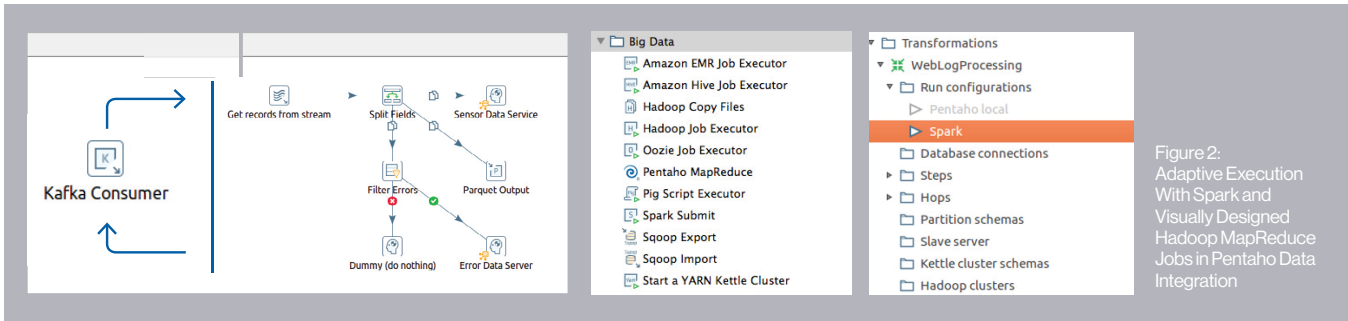 Kafka Consumer
Get records from stream
Split Fields
Sensor Data Service
Filter Errors
Parquet Output
Dummy (do nothing)
Error Data Server
Big Data
Amazon EMR Job Executor
Amazon Hive Job Executor
Hadoop Copy Files
Hadoop Job Executor
Oozie Job Executor
Pentaho MapReduce
Pig Script Executor
Spark Submit
Sqoop Export
Sqoop Import
Start a YARN Kettle Cluster
Transformations
WebLogProcessing
Run configurations
Pentaho local
Spark
Database connections
Steps
Hops
Partition schemas
Slave server
Kettle cluster schemas
Hadoop clusters
Figure 2:
Adaptive Execution
With Spark and
Visually Designed
Hadoop MapReduce
Jobs in Pentaho Data
Integration